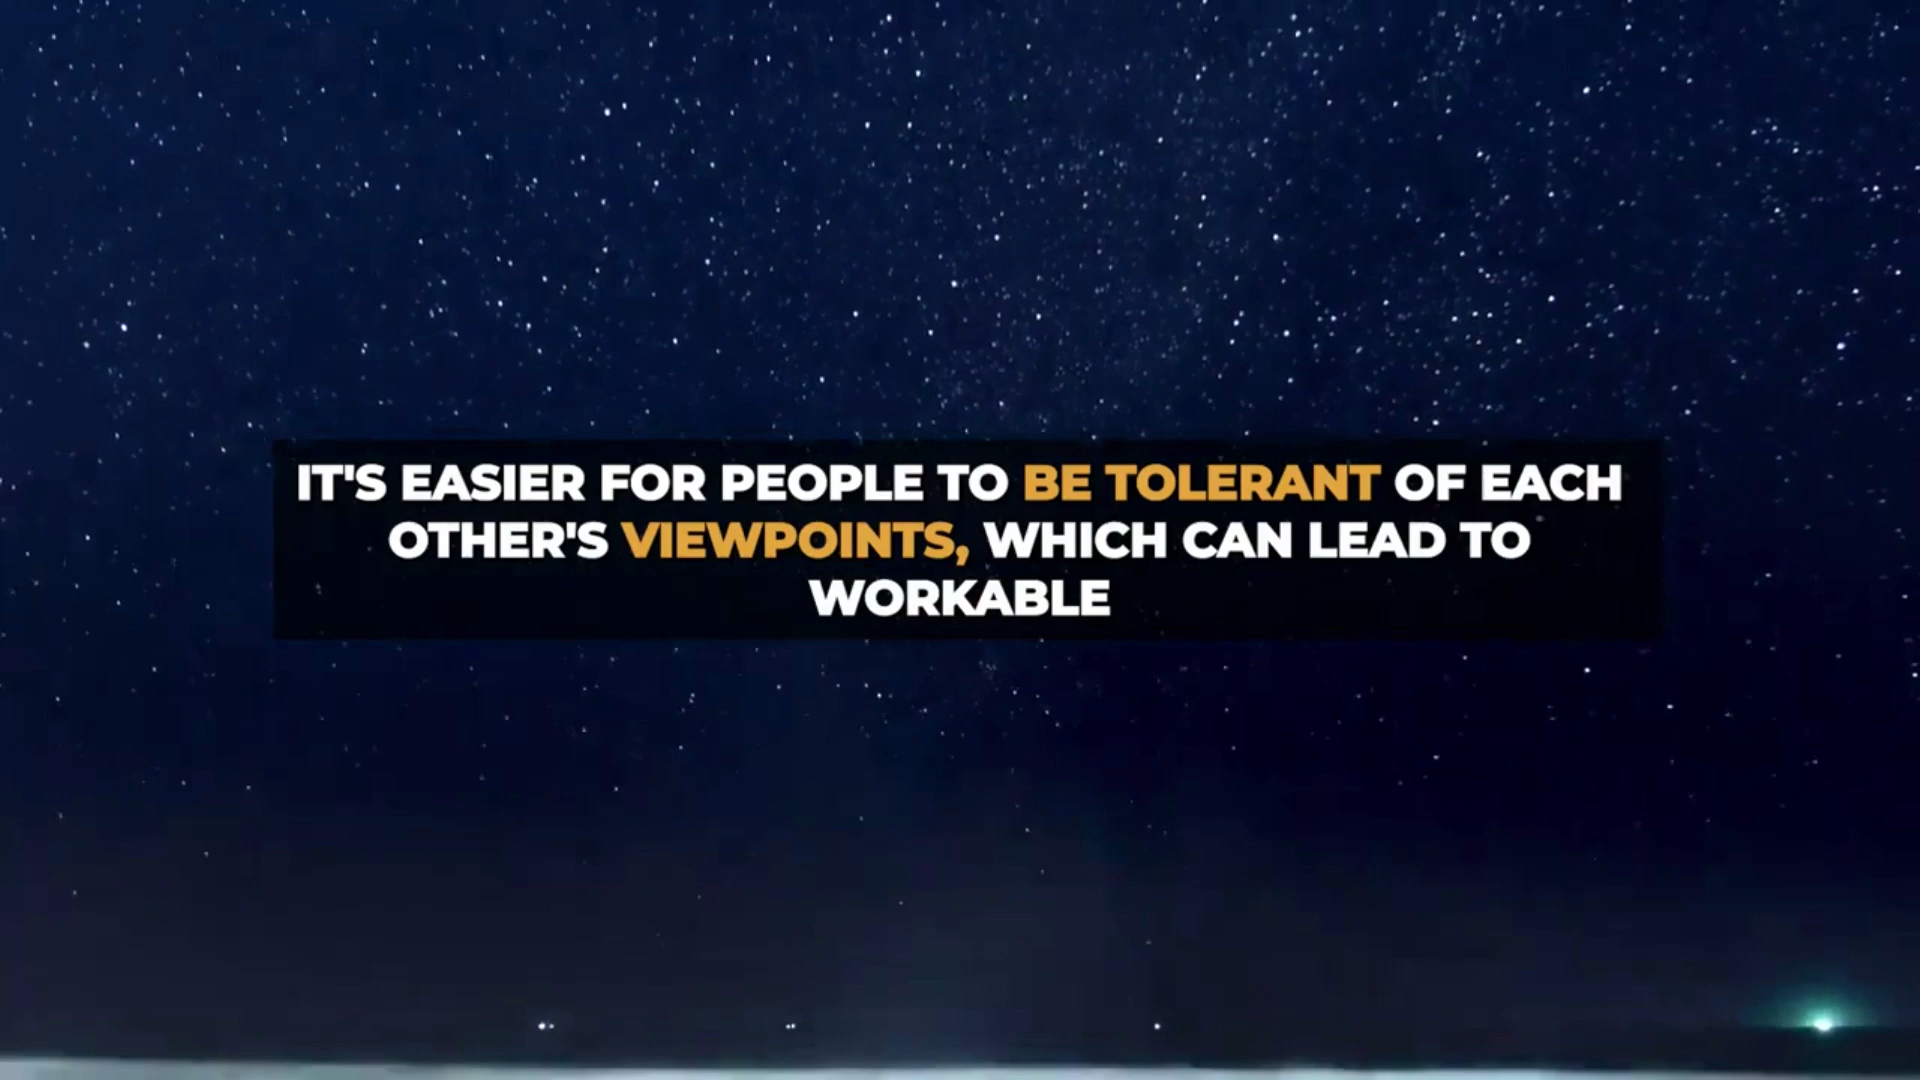 IT'S EASIER FOR PEOPLE TO BE TOLERANT OF EACH
OTHER'S VIEWPOINTS, WHICH CAN LEAD TO
WORKABLE